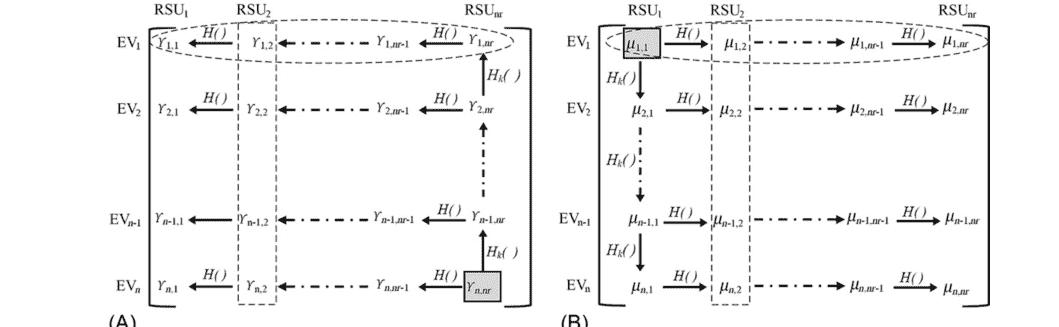 RSU1 RSU2 RSUnr RSU1 RSU2 RSUnr
EV1 ϒ1,1 H() ϒ1,2 ϒ1,nr-1 H() ϒ1,nr EV1 μ1,1 H() μ1,2 μ1,nr-1 H() μ1,nr
Hk( ) Hk( )
EV2 ϒ2,1 H() ϒ2,2 ϒ2,nr-1 H() ϒ2,nr EV2 μ2,1 H() μ2,2 μ2,nr-1 H() μ2,nr
Hk( )
EVn-1 ϒn-1,1 ϒn-1,2 ϒn-1,nr-1 H() ϒn-1,nr EVn-1 μn-1,1 H() μn-1,2 μn-1,nr-1 H() μn-1,nr
Hk( ) Hk( )
EVn ϒn,1 H() ϒn,2 ϒn,nr-1 H() ϒn,nr EVn μn,1 H() μn,2 μn,nr-1 H() μn,nr
(A) (B)